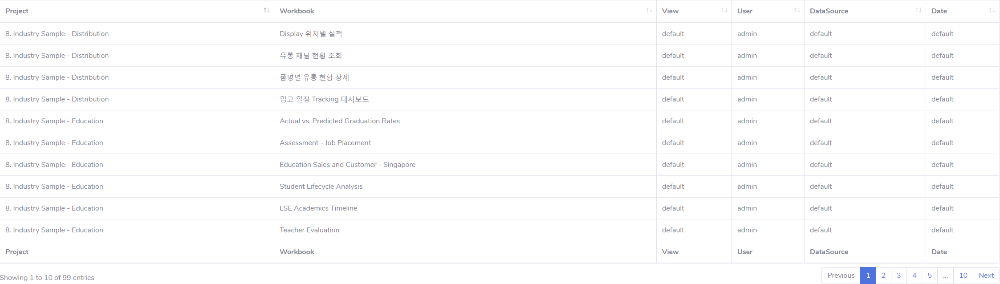 Project Workbook View User DataSource Date
8. Industry Sample - Distribution Display 위치별 실적 default admin default default
8. Industry Sample - Distribution 유통 채널 현황 조회 default admin default default
8. Industry Sample - Distribution 품명별 유통 현황 상세 default admin default default
8. Industry Sample - Distribution 입고 일정 Tracking 대시보드 default admin default default
8. Industry Sample - Education Actual vs. Predicted Graduation Rates default admin default default
8. Industry Sample - Education Assessment - Job Placement default admin default default
8. Industry Sample - Education Education Sales and Customer - Singapore default admin default default
8. Industry Sample - Education Student Lifecycle Analysis default admin default default
8. Industry Sample - Education LSE Academics Timeline default admin default default
8. Industry Sample - Education Teacher Evaluation default admin default default
Project Workbook View User DataSource Date
Showing 1 to 10 of 99 entries Previous 1 2 3 4 5 ... 10 Next